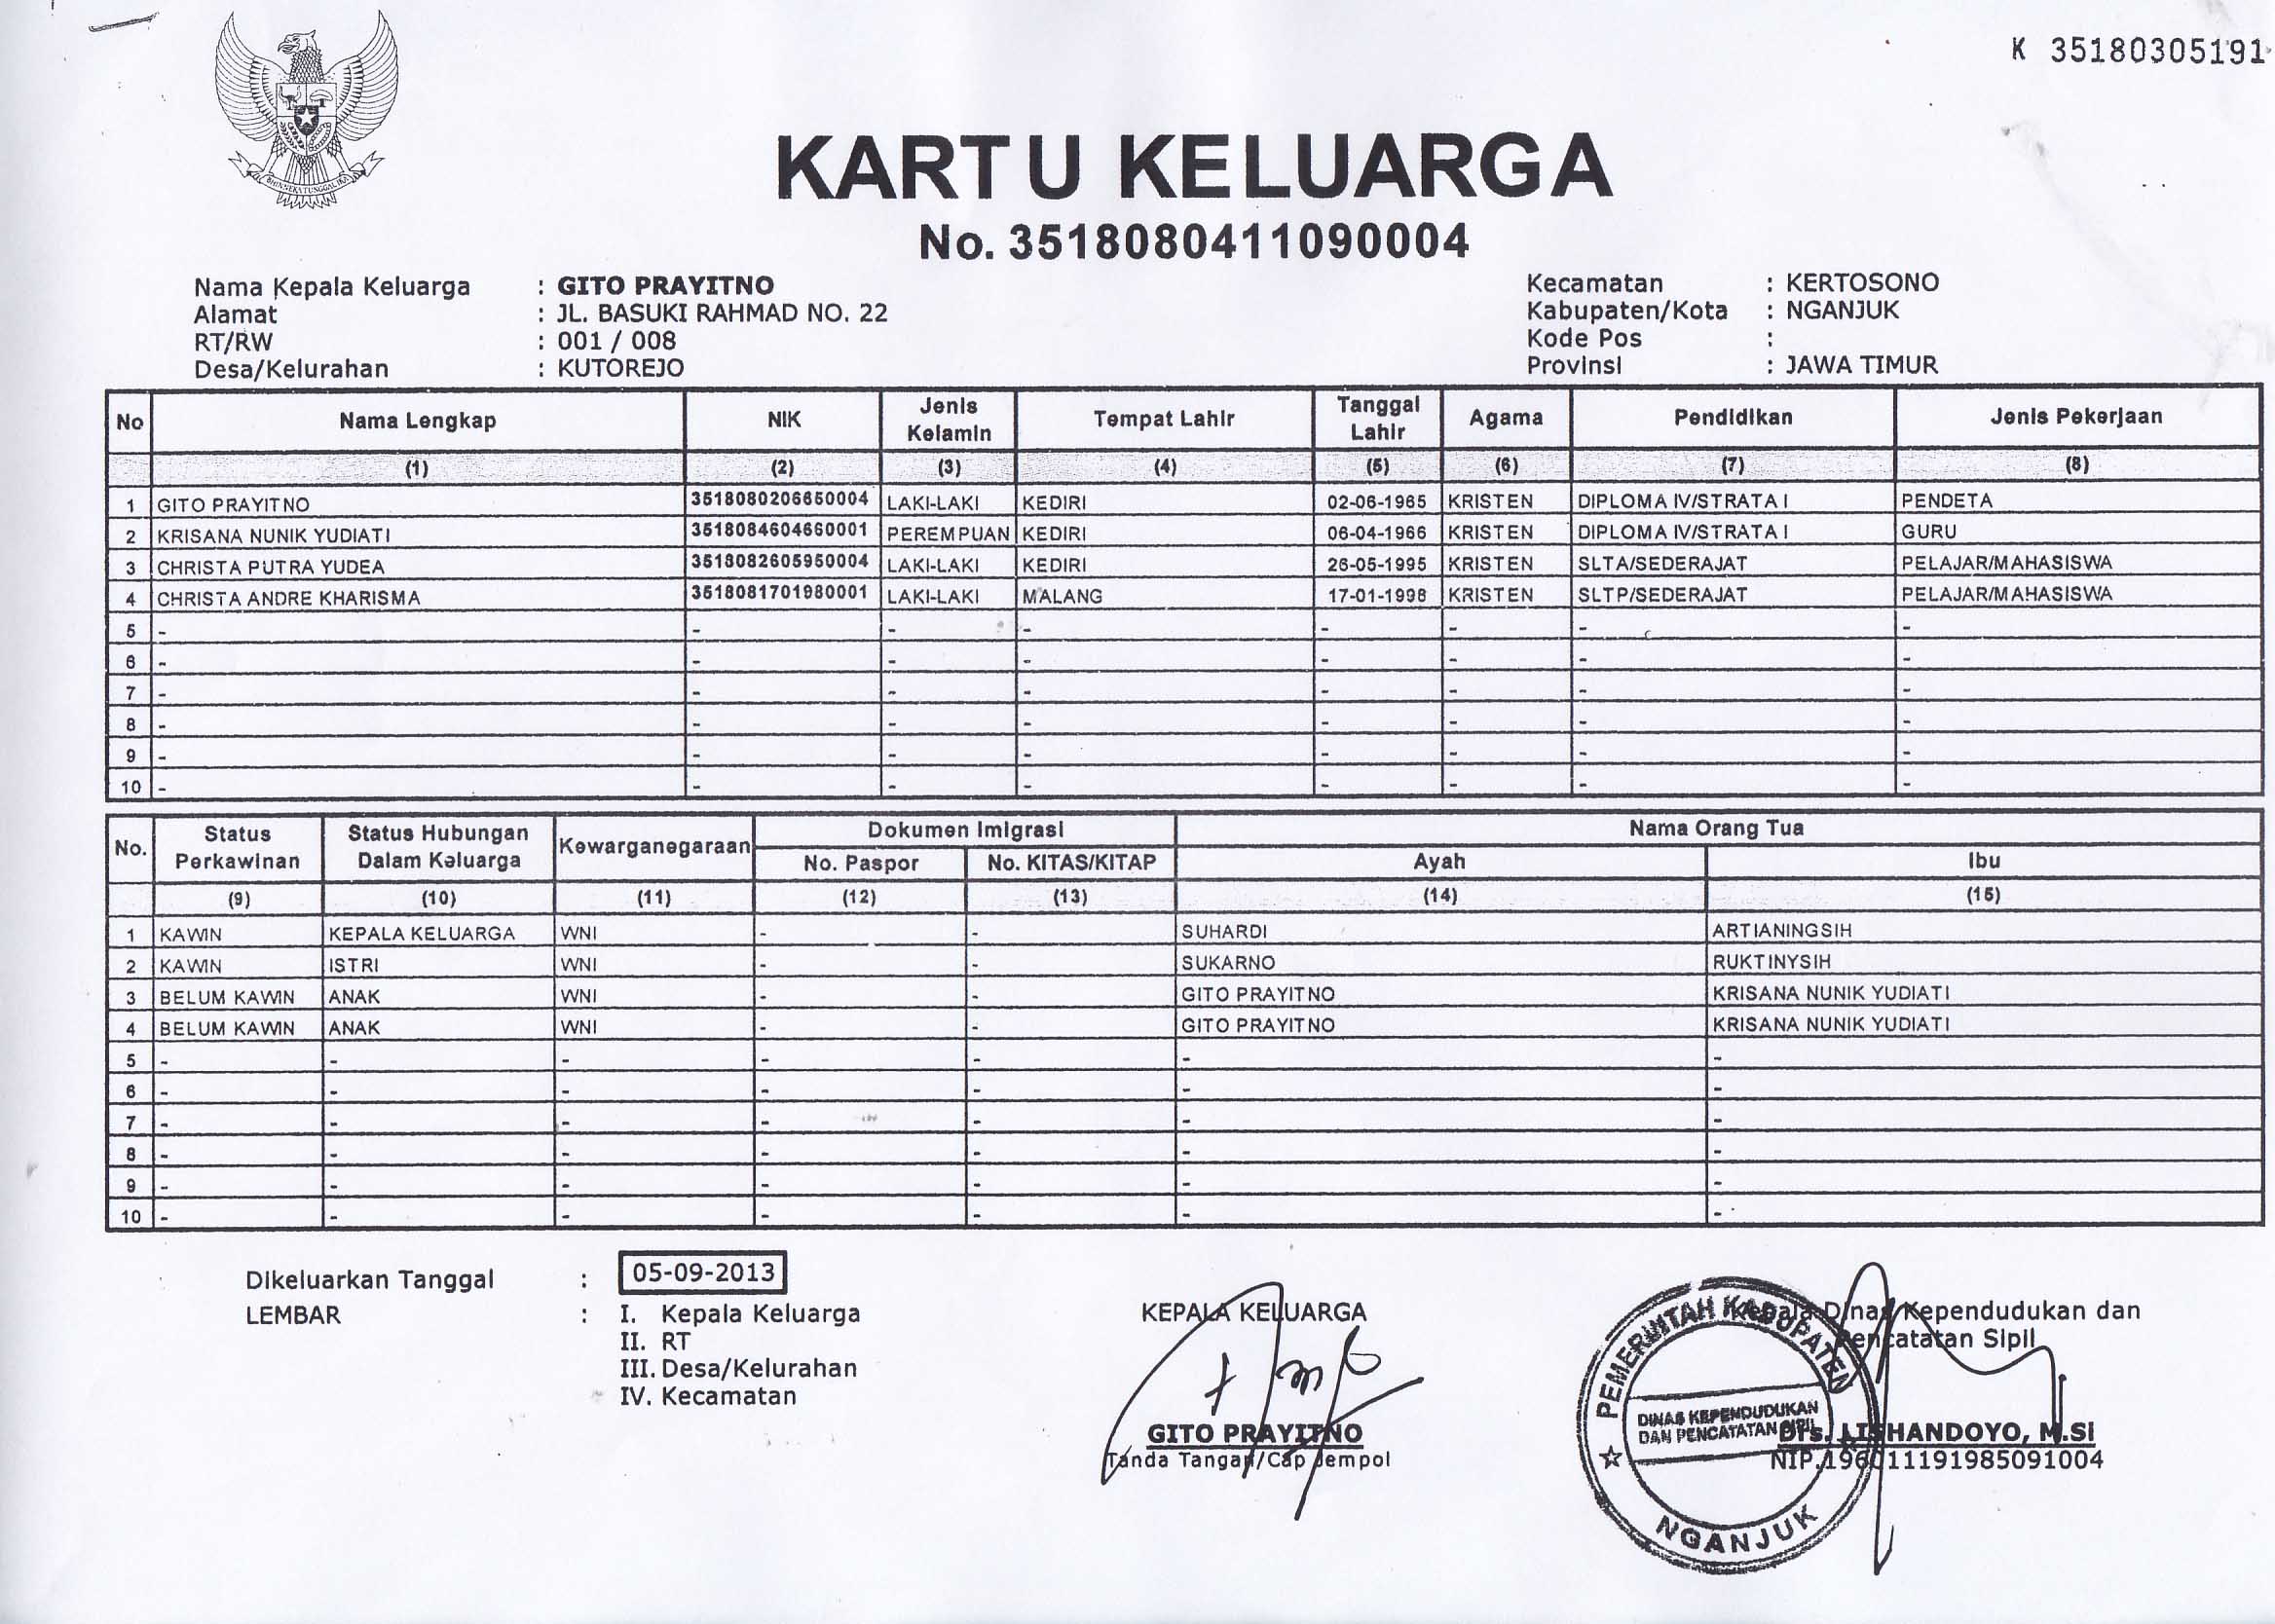 K 35180305191
BHINNEKA TUNGGAL IKA
KARTU KELUARGA
No. 3518080411090004
Nama Kepala Keluarga : GITO PRAYITNO
Alamat : JL. BASUKI RAHMAD NO. 22
RT/RW : 001 / 008
Desa/Kelurahan : KUTOREJO
Kecamatan : KERTOSONO
Kabupaten/Kota : NGANJUK
Kode Pos :
Provinsi : JAWA TIMUR
No Nama Lengkap NIK Jenis Kelamin Tempat Lahir Tanggal Lahir Agama Pendidikan Jenis Pekerjaan
(1) (2) (3) (4) (5) (6) (7) (8)
1 GITO PRAYITNO 3518080206650004 LAKI-LAKI KEDIRI 02-06-1965 KRISTEN DIPLOMA IV/STRATA I PENDETA
2 KRISANA NUNIK YUDIATI 3518084604660001 PEREMPUAN KEDIRI 06-04-1966 KRISTEN DIPLOMA IV/STRATA I GURU
3 CHRISTA PUTRA YUDEA 3518082605950004 LAKI-LAKI KEDIRI 26-05-1995 KRISTEN SLTA/SEDERAJAT PELAJAR/MAHASISWA
4 CHRISTA ANDRE KHARISMA 3518081701980001 LAKI-LAKI MALANG 17-01-1998 KRISTEN SLTP/SEDERAJAT PELAJAR/MAHASISWA
5 - - - - - - - -
6 - - - - - - - -
7 - - - - - - - -
8 - - - - - - - -
9 - - - - - - - -
10 - - - - - - - -
No. Status Perkawinan Status Hubungan Dalam Keluarga Kewarganegaraan Dokumen Imigrasi Nama Orang Tua
No. Paspor No. KITAS/KITAP Ayah Ibu
(9) (10) (11) (12) (13) (14) (15)
1 KAWIN KEPALA KELUARGA WNI - - SUHARDI ARTIANINGSIH
2 KAWIN ISTRI WNI - - SUKARNO RUKTINYSIH
3 BELUM KAWIN ANAK WNI - - GITO PRAYITNO KRISANA NUNIK YUDIATI
4 BELUM KAWIN ANAK WNI - - GITO PRAYITNO KRISANA NUNIK YUDIATI
5 - - - - - - -
6 - - - - - - -
7 - - - - - - -
8 - - - - - - -
9 - - - - - - -
10 - - - - - - -
Dikeluarkan Tanggal : 05-09-2013
LEMBAR : I. Kepala Keluarga
II. RT
III. Desa/Kelurahan
IV. Kecamatan
KEPALA KELUARGA
GITO PRAYITNO
Tanda Tangan/Cap Jempol
Kepala Dinas Kependudukan dan
Pencatatan Sipil
PEMERINTAH KABUPATEN
DINAS KEPENDUDUKAN
DAN PENCATATAN SIPIL
NGANJUK
Drs. HANDOYO, M.SI
NIP.196011191985091004